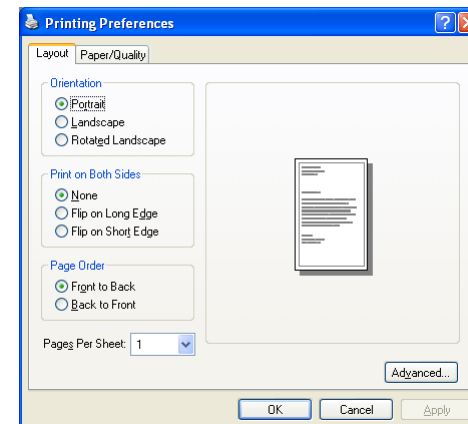 Printing Preferences
Layout Paper/Quality
Orientation
Portrait
Landscape
Rotated Landscape
Print on Both Sides
None
Flip on Long Edge
Flip on Short Edge
Page Order
Front to Back
Back to Front
Pages Per Sheet: 1
Advanced...
OK Cancel Apply